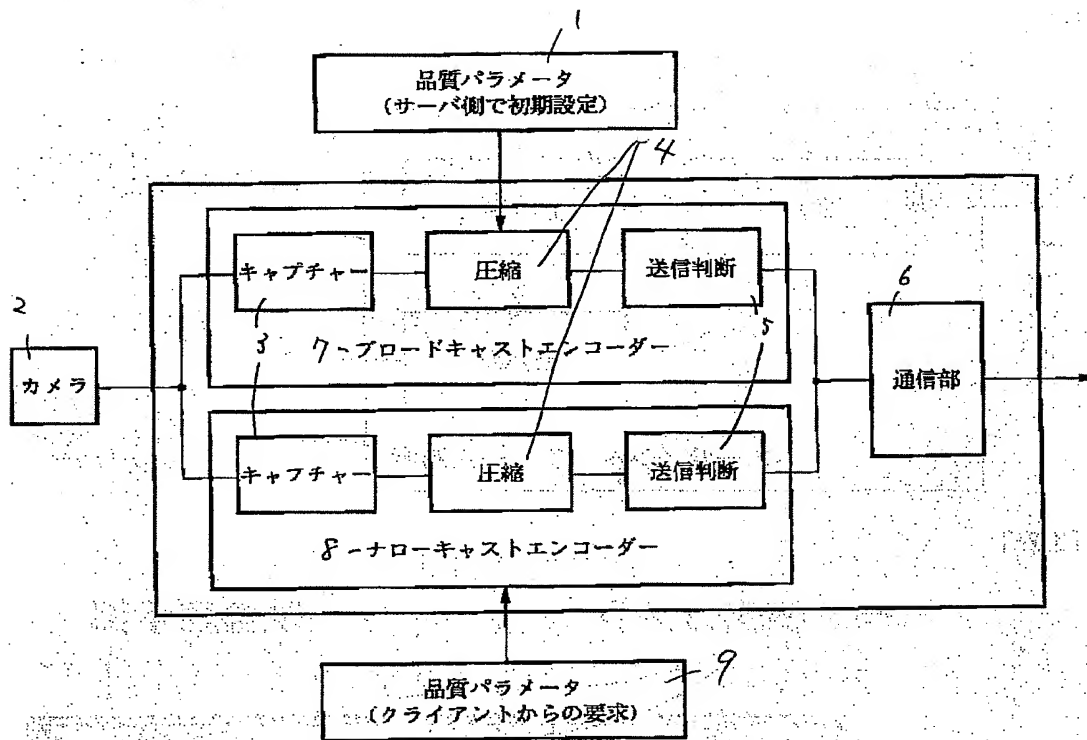 1
品質パラメータ
(サーバ側で初期設定)
4
キャプチャー
圧縮
送信判断
2
3
5
6
7-ブロードキャストエンコーダー
カメラ
通信部
キャプチャー
圧縮
送信判断
8-ナローキャストエンコーダー
品質パラメータ
(クライアントからの要求)
9